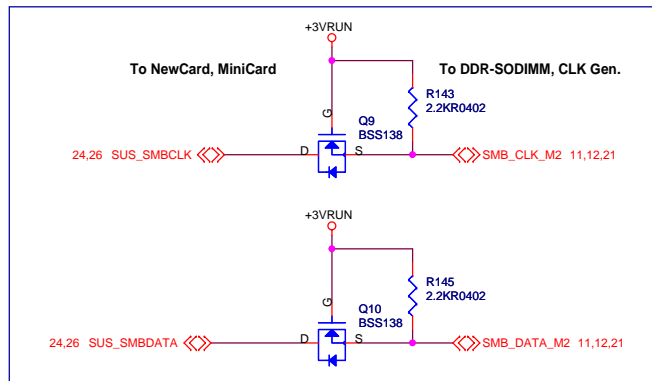 +3VRUN
To NewCard, MiniCard
To DDR-SODIMM, CLK Gen.
R143
2.2KR0402
Q9
BSS138
G
D
S
24,26 SUS_SMBCLK
SMB_CLK_M2 11,12,21
+3VRUN
R145
2.2KR0402
Q10
BSS138
G
D
S
24,26 SUS_SMBDATA
SMB_DATA_M2 11,12,21